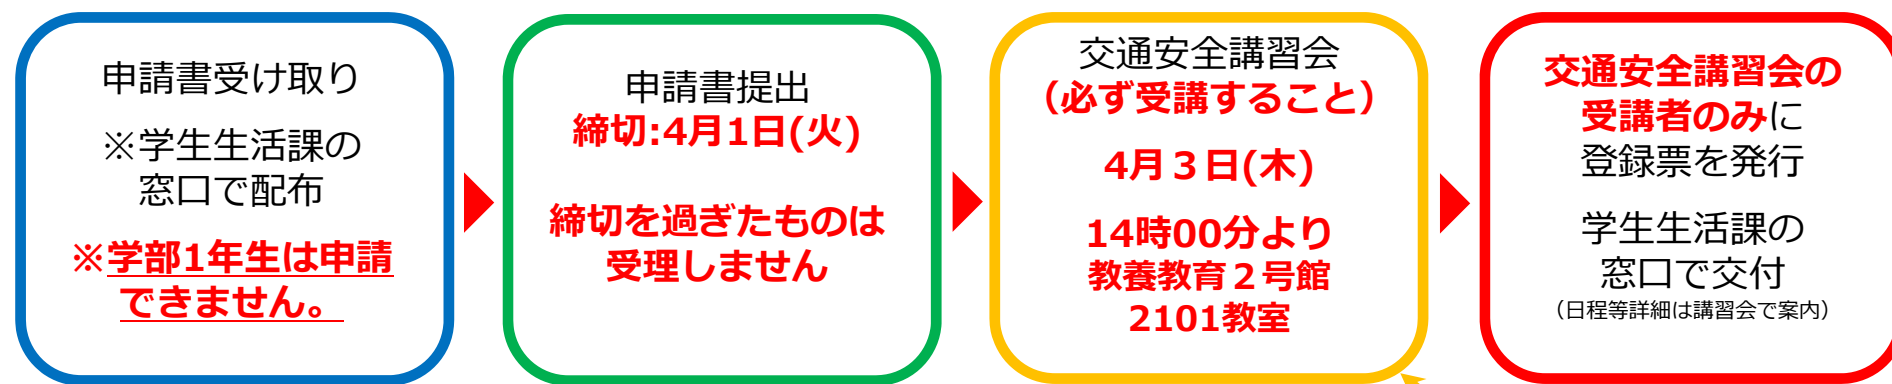 申請書受け取り
※学生生活課の
窓口で配布
※学部1年生は申請
できません。
申請書提出
締切:4月1日(火)
締切を過ぎたものは
受理しません
交通安全講習会
（必ず受講すること）
4月３日(木)
14時00分より
教養教育２号館
2101教室
交通安全講習会の
受講者のみに
登録票を発行
学生生活課の
窓口で交付
（日程等詳細は講習会で案内）